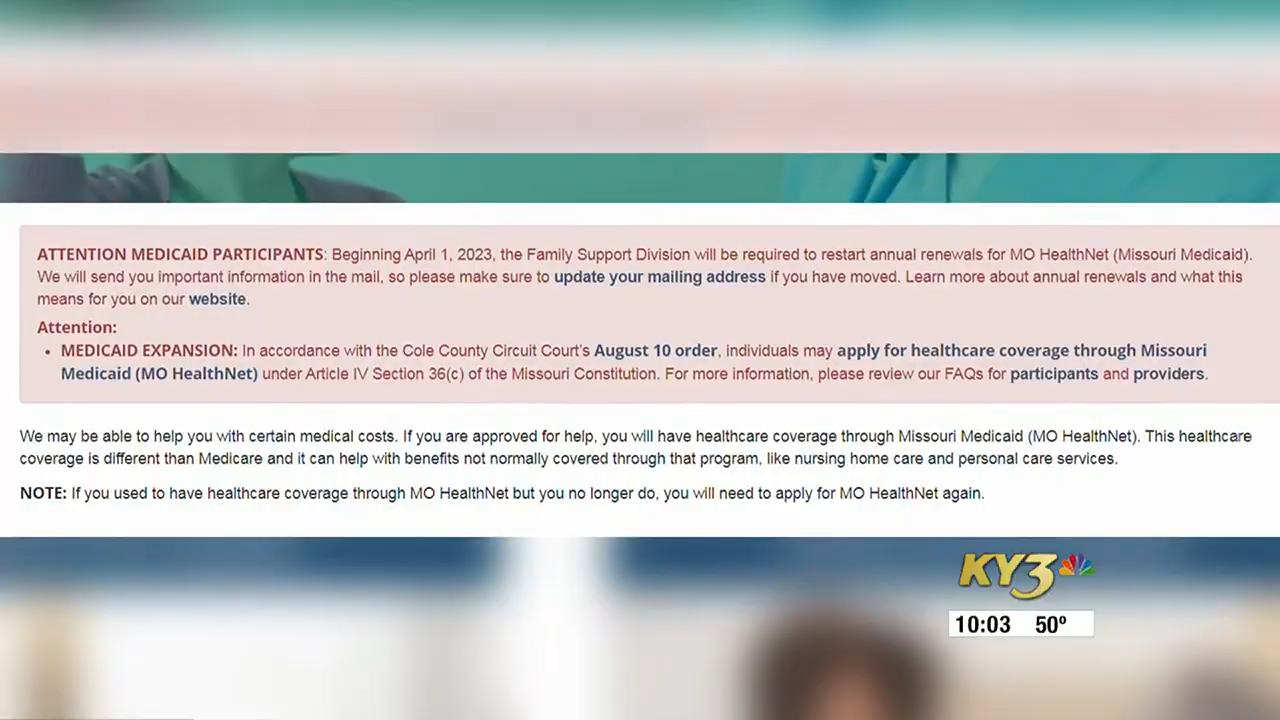 ATTENTION MEDICAID PARTICIPANTS: Beginning April 1, 2023, the Family Support Division will be required to restart annual renewals for MO HealthNet (Missouri Medicaid).
We will send you important information in the mail, so please make sure to update your mailing address if you have moved. Learn more about annual renewals and what this
means for you on our website.
Attention:
• MEDICAID EXPANSION: In accordance with the Cole County Circuit Court's August 10 order, individuals may apply for healthcare coverage through Missouri
Medicaid (MO HealthNet) under Article IV Section 36(c) of the Missouri Constitution. For more information, please review our FAQs for participants and providers.
We may be able to help you with certain medical costs. If you are approved for help, you will have healthcare coverage through Missouri Medicaid (MO HealthNet). This healthcare
coverage is different than Medicare and it can help with benefits not normally covered through that program, like nursing home care and personal care services.
NOTE: If you used to have healthcare coverage through MO HealthNet but you no longer do, you will need to apply for MO HealthNet again.
KY3
10:03 50º